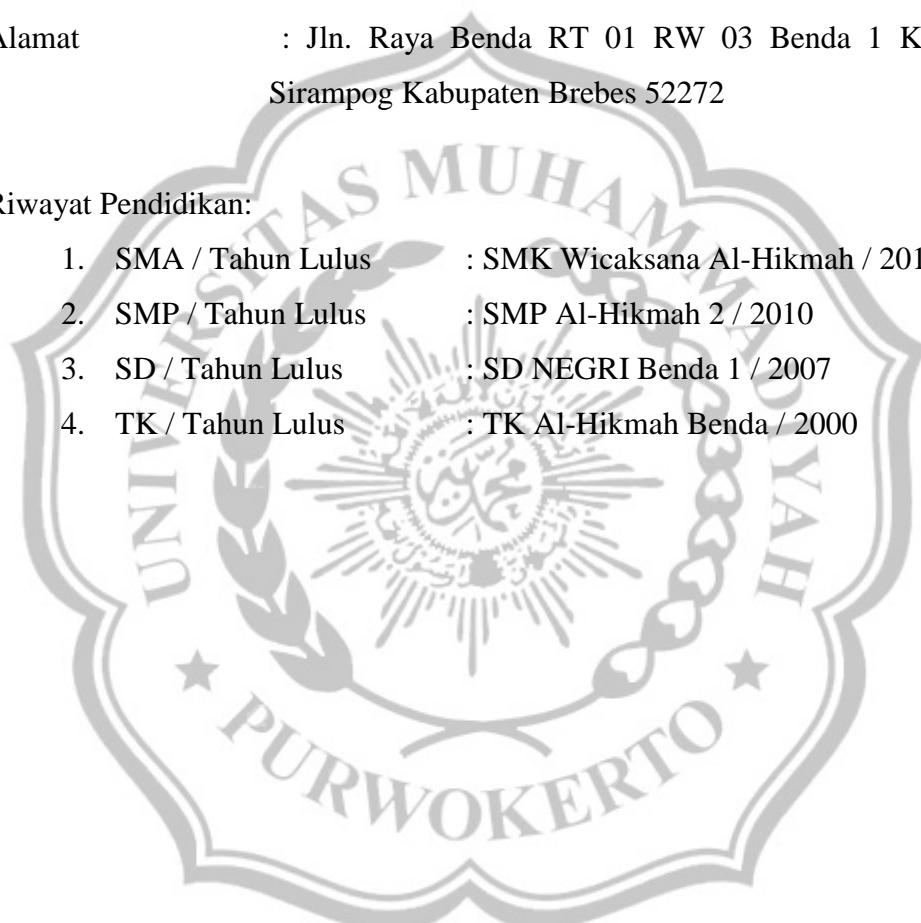 Alamat : Jln. Raya Benda RT 01 RW 03 Benda 1 K
Sirampog Kabupaten Brebes 52272
Riwayat Pendidikan:
1. SMA / Tahun Lulus : SMK Wicaksana Al-Hikmah / 201
2. SMP / Tahun Lulus : SMP Al-Hikmah 2 / 2010
3. SD / Tahun Lulus : SD NEGRI Benda 1 / 2007
4. TK / Tahun Lulus : TK Al-Hikmah Benda / 2000
UNIVERSITAS MUHAMMADIYAH
PURWOKERTO